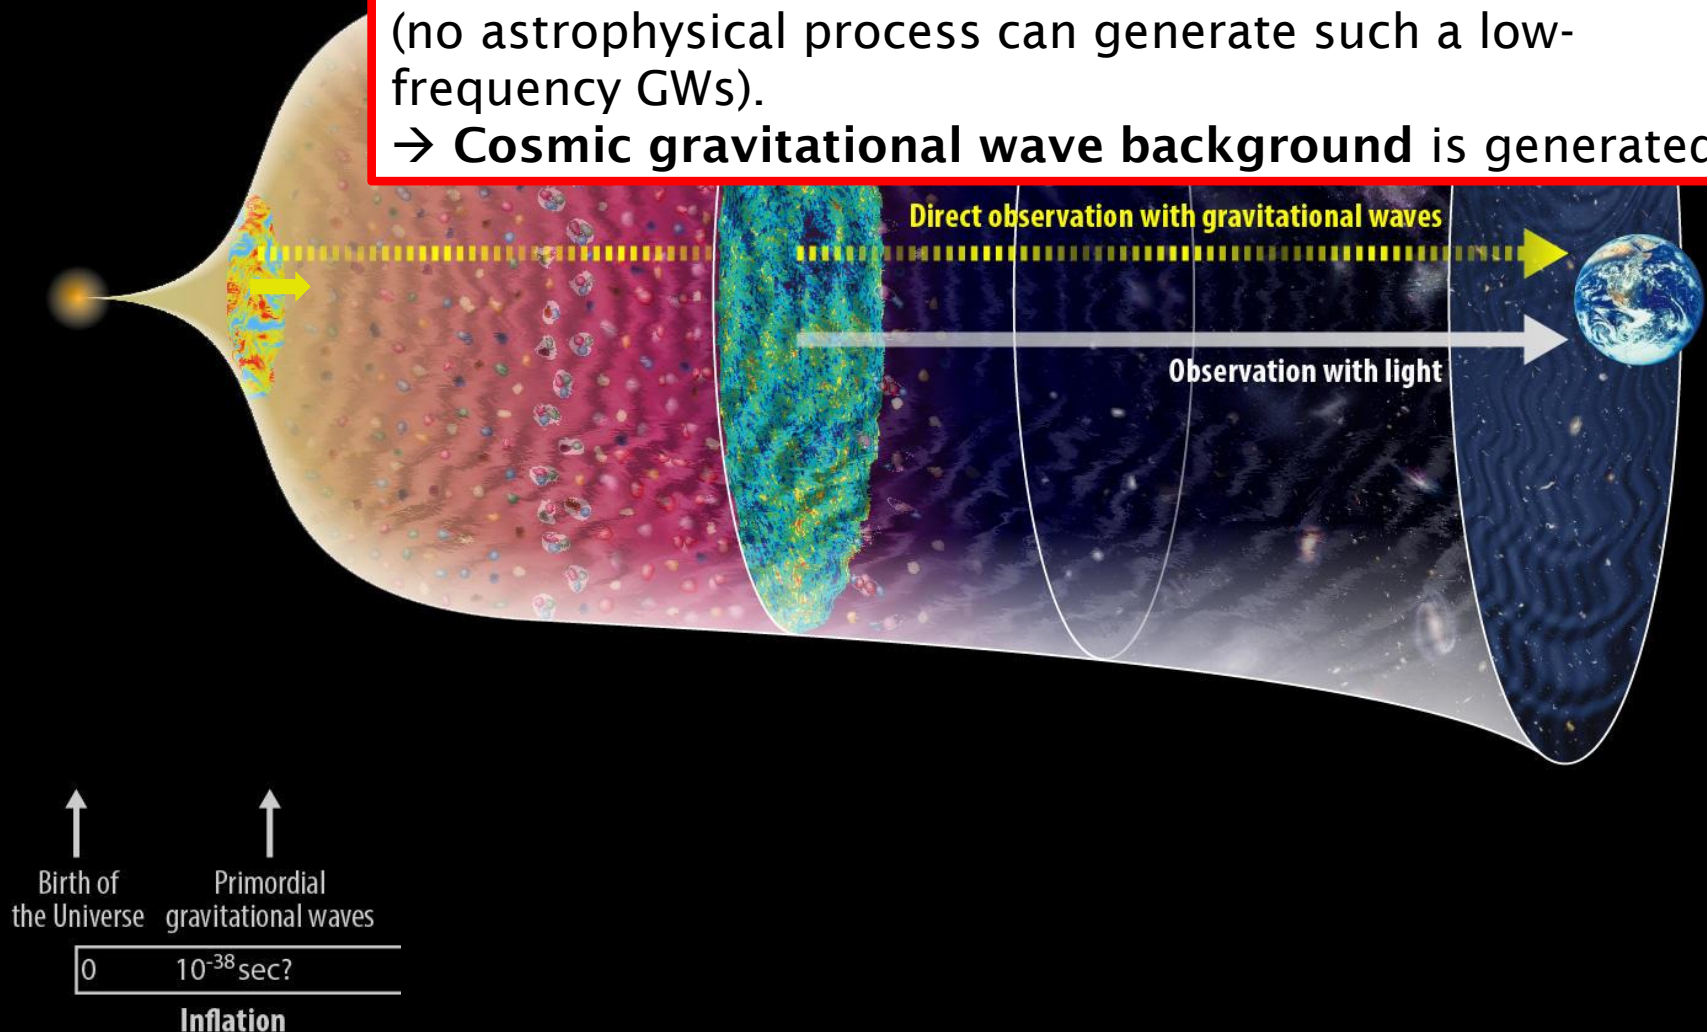 (no astrophysical process can generate such a low-
frequency GWs).
→ Cosmic gravitational wave background is generated
Direct observation with gravitational waves
Observation with light
Birth of
the Universe
Primordial
gravitational waves
0
10⁻³⁸ sec?
Inflation